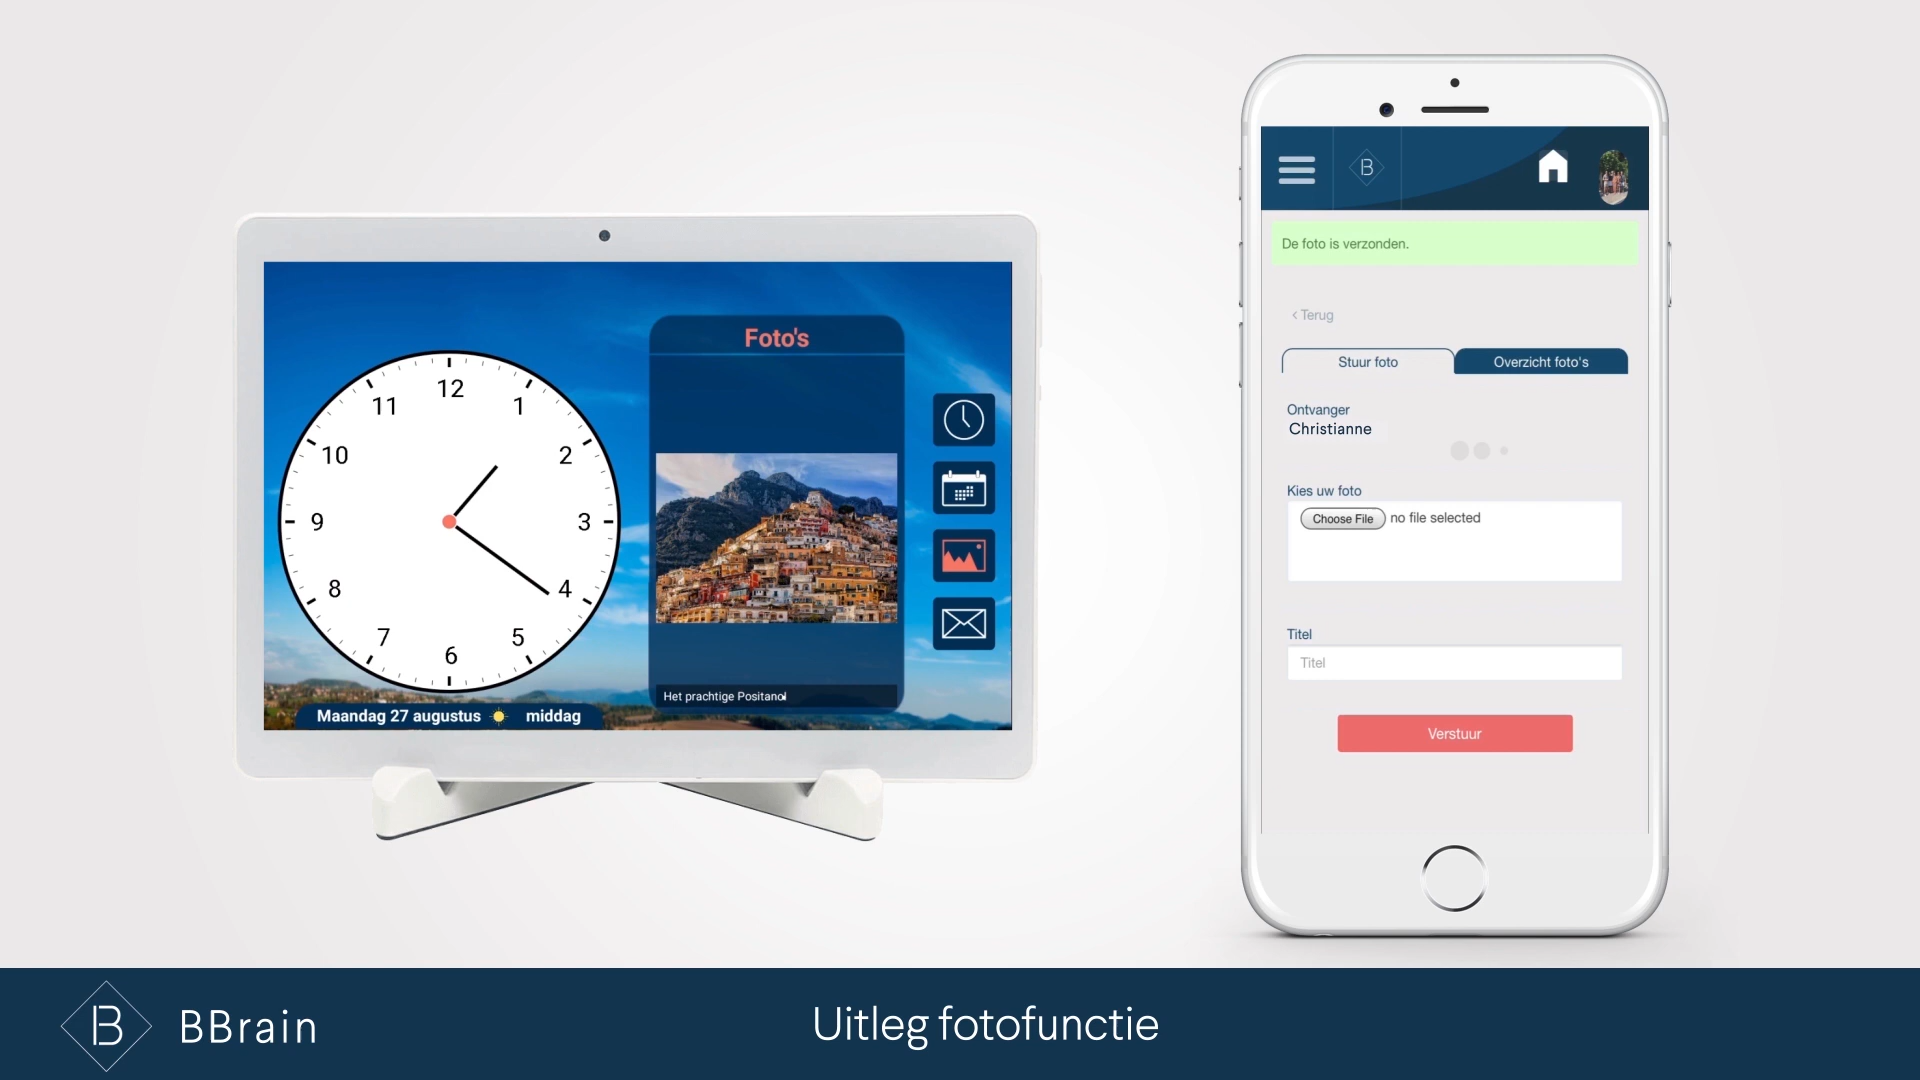 12
11
1
10
2
9
3
8
4
7
5
6
Maandag 27 augustus
middag
Foto's
Het prachtige Positano!
B
De foto is verzonden.
< Terug
Stuur foto
Overzicht foto's
Ontvanger
Christianne
Kies uw foto
Choose File no file selected
Titel
Titel
Verstuur
B
BBrain
Uitleg fotofunctie